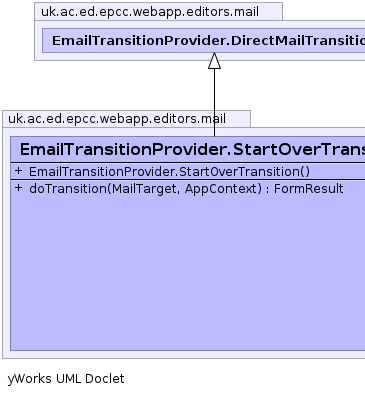 uk.ac.ed.epcc.webapp.editors.mail
EmailTransitionProvider.DirectMailTransitio
uk.ac.ed.epcc.webapp.editors.mail
EmailTransitionProvider.StartOverTrans
+ EmailTransitionProvider.StartOverTransition()
+ doTransition(MailTarget, AppContext) : FormResult
yWorks UML Doclet